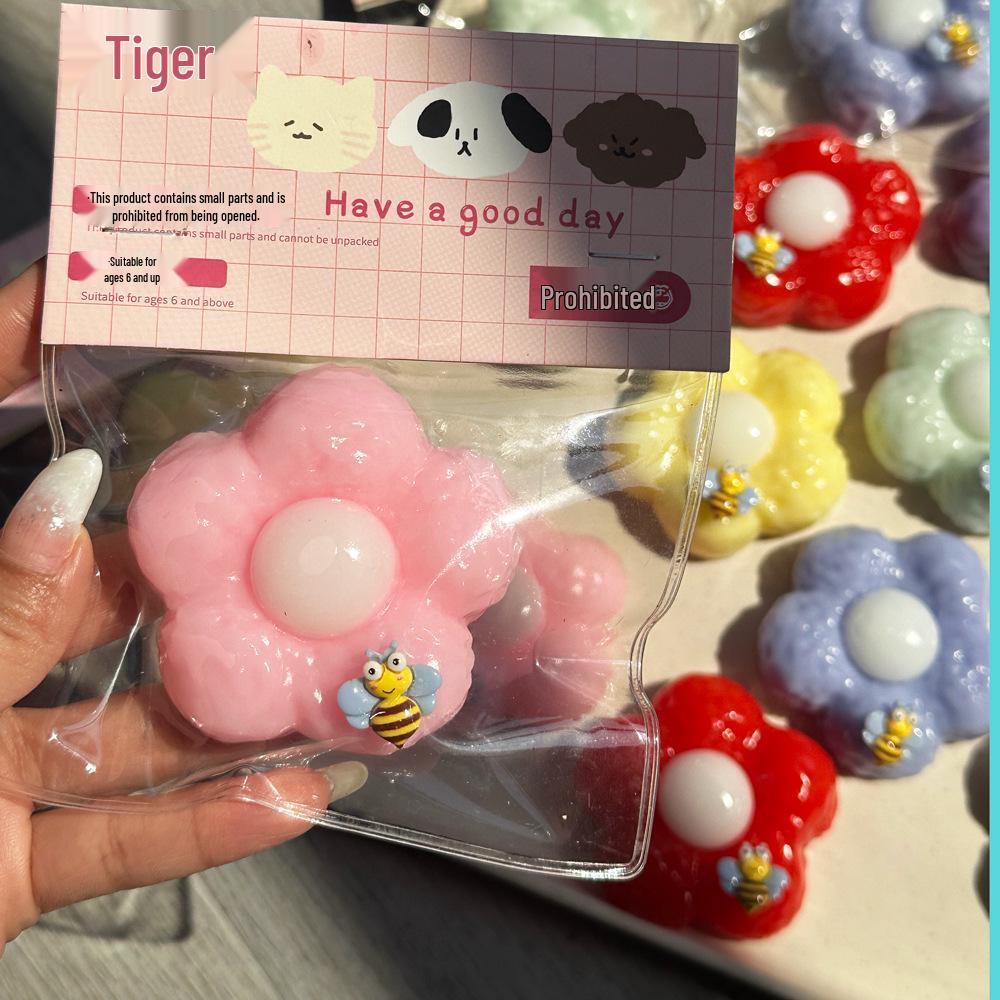 Tiger
·This product contains small parts and is
prohibited from being opened.
This product contains small parts and cannot be unpacked
Have a good day
·Suitable for
ages 6 and up
Suitable for ages 6 and above
Prohibited